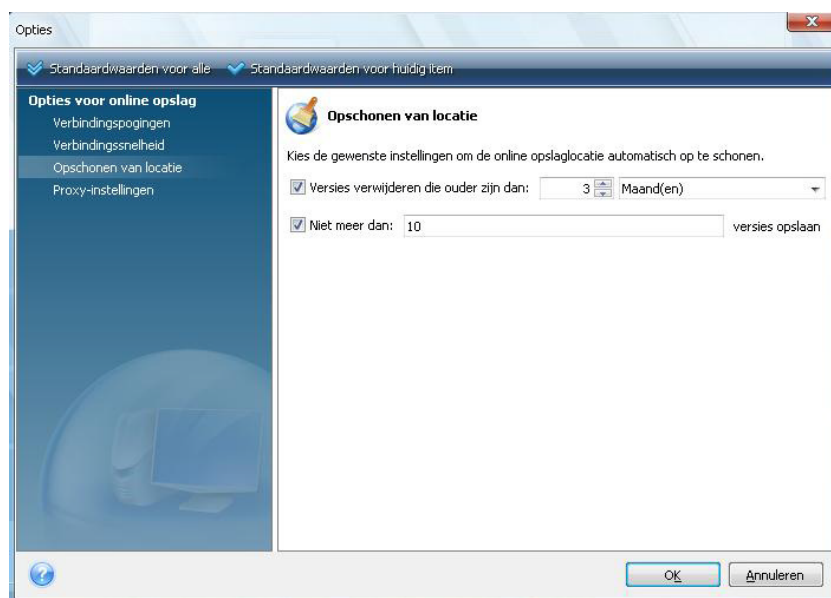 Opties
Standaardwaarden voor alle Standaardwaarden voor huidig item
Opties voor online opslag
Verbindingspogingen
Verbindingssnelheid
Opschonen van locatie
Proxy-instellingen
Opschonen van locatie
Kies de gewenste instellingen om de online opslaglocatie automatisch op te schonen.
Versies verwijderen die ouder zijn dan: 3 Maand(en)
Niet meer dan: 10 versies opslaan
OK Annuleren